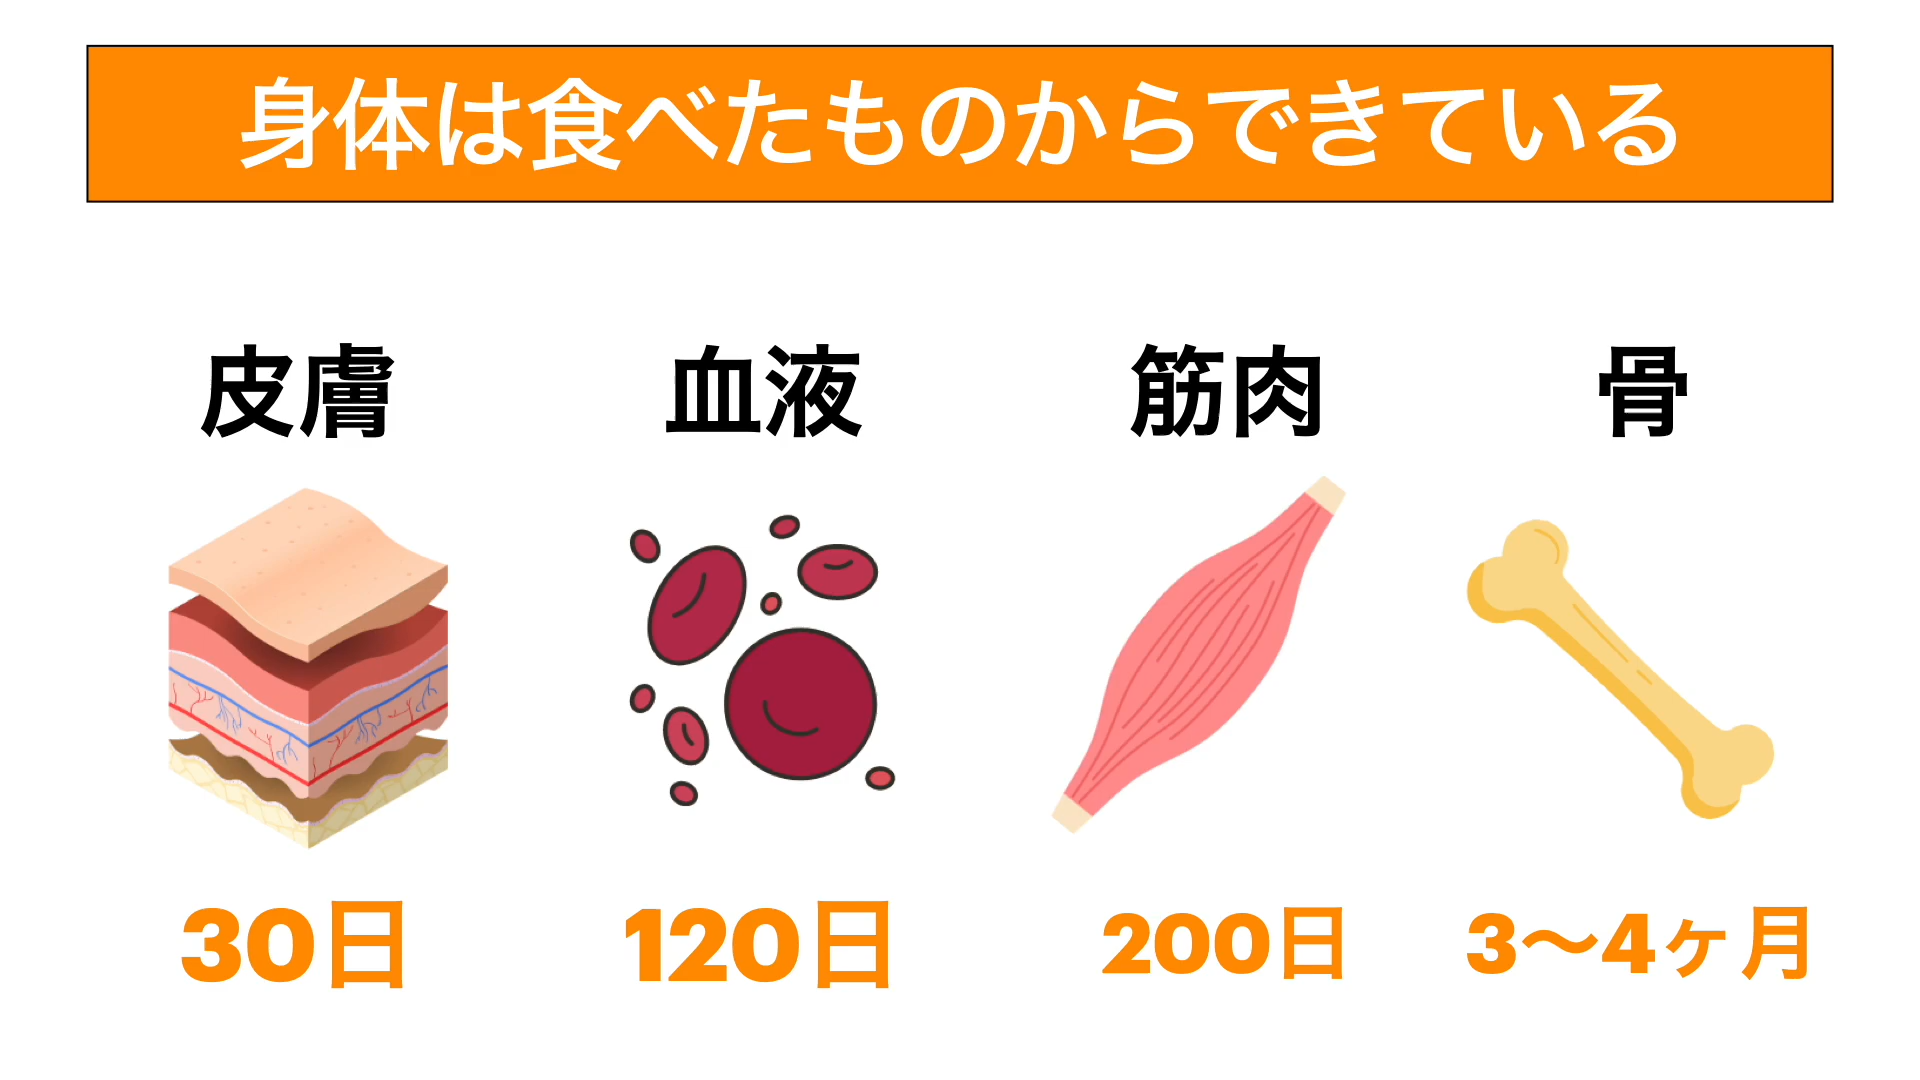 身体は食べたものからできている
皮膚 血液 筋肉 骨
30日 120日 200日 3〜4ヶ月